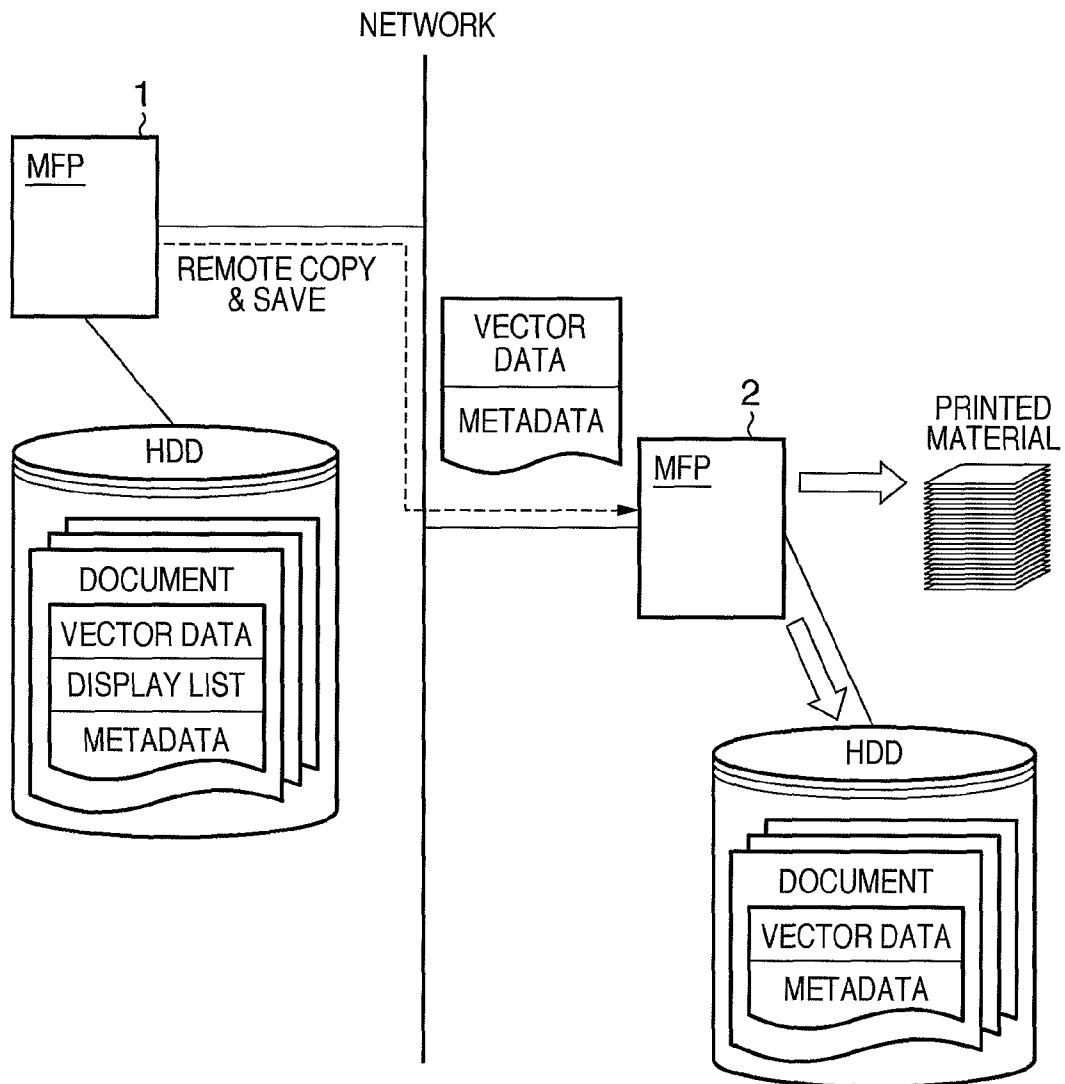 NETWORK
1
MFP
REMOTE COPY
& SAVE
VECTOR
DATA
METADATA
2
MFP
PRINTED
MATERIAL
HDD
DOCUMENT
VECTOR DATA
DISPLAY LIST
METADATA
HDD
DOCUMENT
VECTOR DATA
METADATA